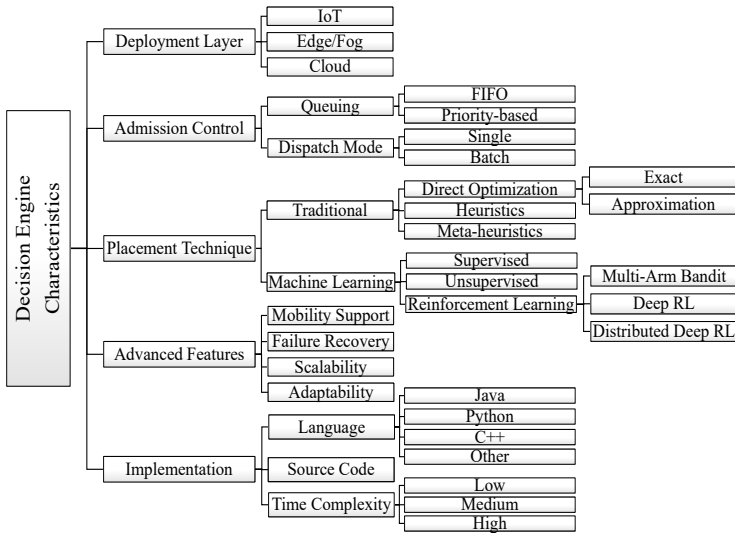 Decision Engine
Characteristics
Deployment Layer
IoT
Edge/Fog
Cloud
Admission Control
Queuing
FIFO
Priority-based
Dispatch Mode
Single
Batch
Placement Technique
Traditional
Direct Optimization
Exact
Approximation
Heuristics
Meta-heuristics
Machine Learning
Supervised
Unsupervised
Reinforcement Learning
Multi-Arm Bandit
Deep RL
Distributed Deep RL
Advanced Features
Mobility Support
Failure Recovery
Scalability
Adaptability
Implementation
Language
Java
Python
C++
Other
Source Code
Time Complexity
Low
Medium
High